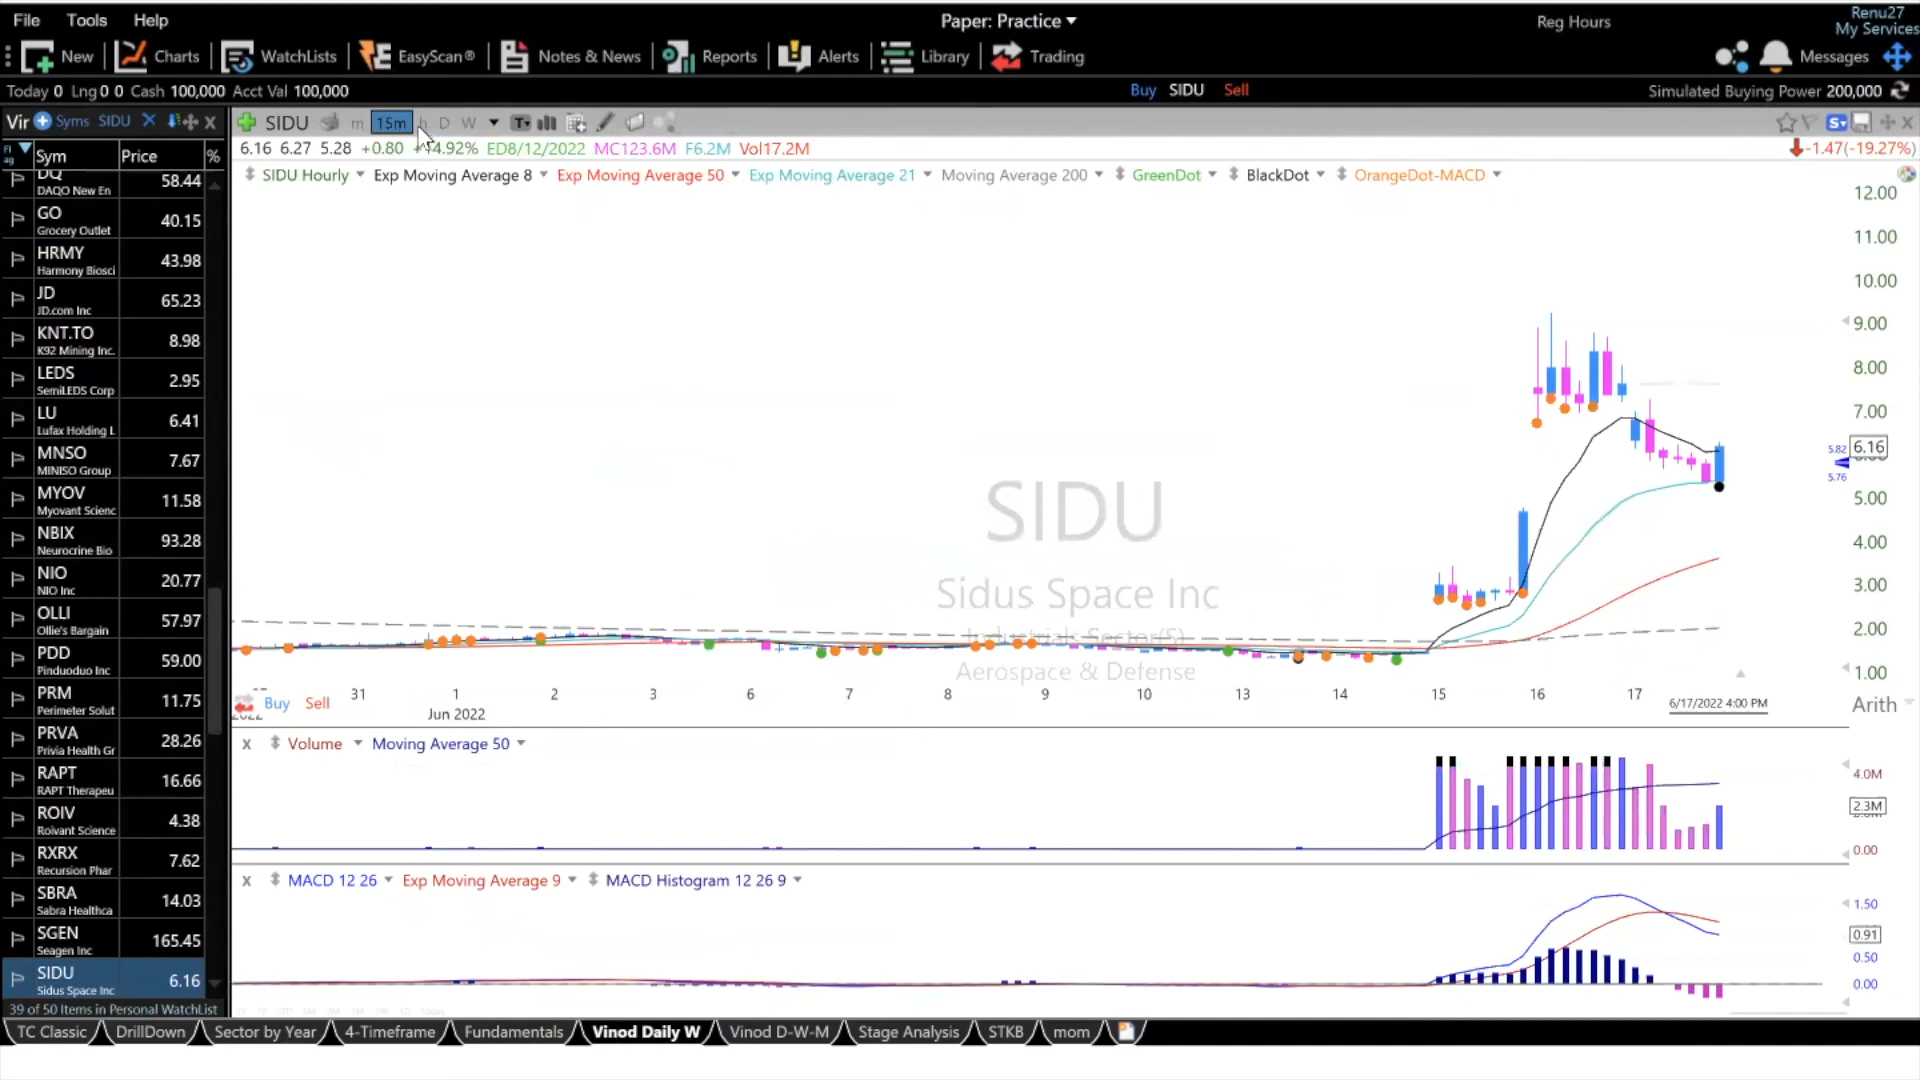 File Tools Help Paper: Practice Reg Hours Renu27
My Services
New Charts WatchLists EasyScan® Notes & News Reports Alerts Library Trading Messages
Today 0 Lng 0 0 Cash 100,000 Acct Val 100,000 Buy SIDU Sell Simulated Buying Power 200,000
Vir Syms SIDU X SIDU m 15m h D W
6.16 6.27 5.28 +0.80 +14.92% ED8/12/2022 MC123.6M F6.2M Vol17.2M -1.47(-19.27%)
Flag Sym Price %
SIDU Hourly Exp Moving Average 8 Exp Moving Average 50 Exp Moving Average 21 Moving Average 200 GreenDot BlackDot OrangeDot-MACD
DQ 58.44
DAQO New En
GO 40.15
Grocery Outlet
HRMY 43.98
Harmony Biosci
JD 65.23
JD.com Inc
KNT.TO 8.98
K92 Mining Inc.
LEDS 2.95
SemiLEDS Corp
LU 6.41
Lufax Holding L
MNSO 7.67
MINISO Group
MYOV 11.58
Myovant Scienc
NBIX 93.28
Neurocrine Bio
NIO 20.77
NIO Inc
OLLI 57.97
Ollie's Bargain
PDD 59.00
Pinduoduo Inc
PRM 11.75
Perimeter Solut
PRVA 28.26
Privia Health Gr
RAPT 16.66
RAPT Therapeu
ROIV 4.38
Roivant Science
RXRX 7.62
Recursion Phar
SBRA 14.03
Sabra Healthca
SGEN 165.45
Seagen Inc
SIDU 6.16
Sidus Space Inc
39 of 50 Items in Personal WatchList
12.00
11.00
10.00
9.00
8.00
7.00
5.82 6.16
5.76
5.00
4.00
3.00
2.00
1.00
SIDU
Sidus Space Inc
Industrials Sector(S)
Aerospace & Defense
31 1 2 3 6 7 8 9 10 13 14 15 16 17
Buy Sell Jun 2022 6/17/2022 4:00 PM Arith
2022
X Volume Moving Average 50
4.0M
2.3M
0.00
X MACD 12 26 Exp Moving Average 9 MACD Histogram 12 26 9
1.50
0.91
0.50
0.00
TC Classic DrillDown Sector by Year 4-Timeframe Fundamentals Vinod Daily W Vinod D-W-M Stage Analysis STKB mom